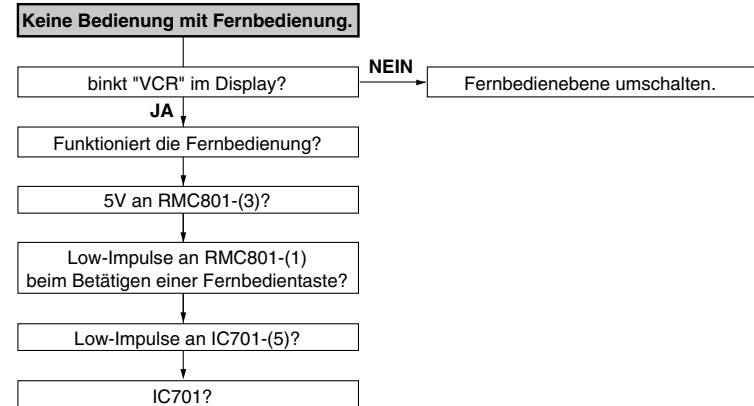 Keine Bedienung mit Fernbedienung.
binkt "VCR" im Display?
NEIN
Fernbedienebene umschalten.
JA
Funktioniert die Fernbedienung?
5V an RMC801-(3)?
Low-Impulse an RMC801-(1)
beim Betätigen einer Fernbedientaste?
Low-Impulse an IC701-(5)?
IC701?